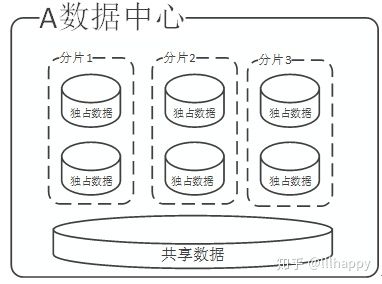 A数据中心
分片1 分片2 分片3
独占数据 独占数据 独占数据
独占数据 独占数据 独占数据
共享数据
知乎 @lilihappy